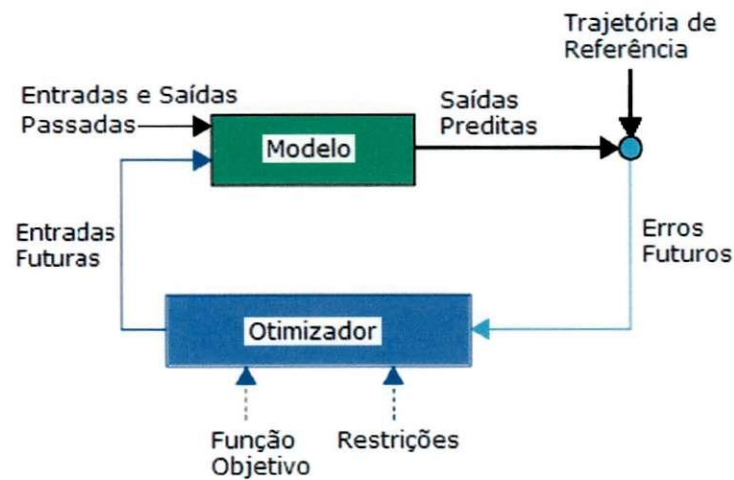 Trajetória de
Referência
Entradas e Saídas
Passadas
Saídas
Preditas
Modelo
Entradas
Futuras
Erros
Futuros
Otimizador
Função
Objetivo
Restrições